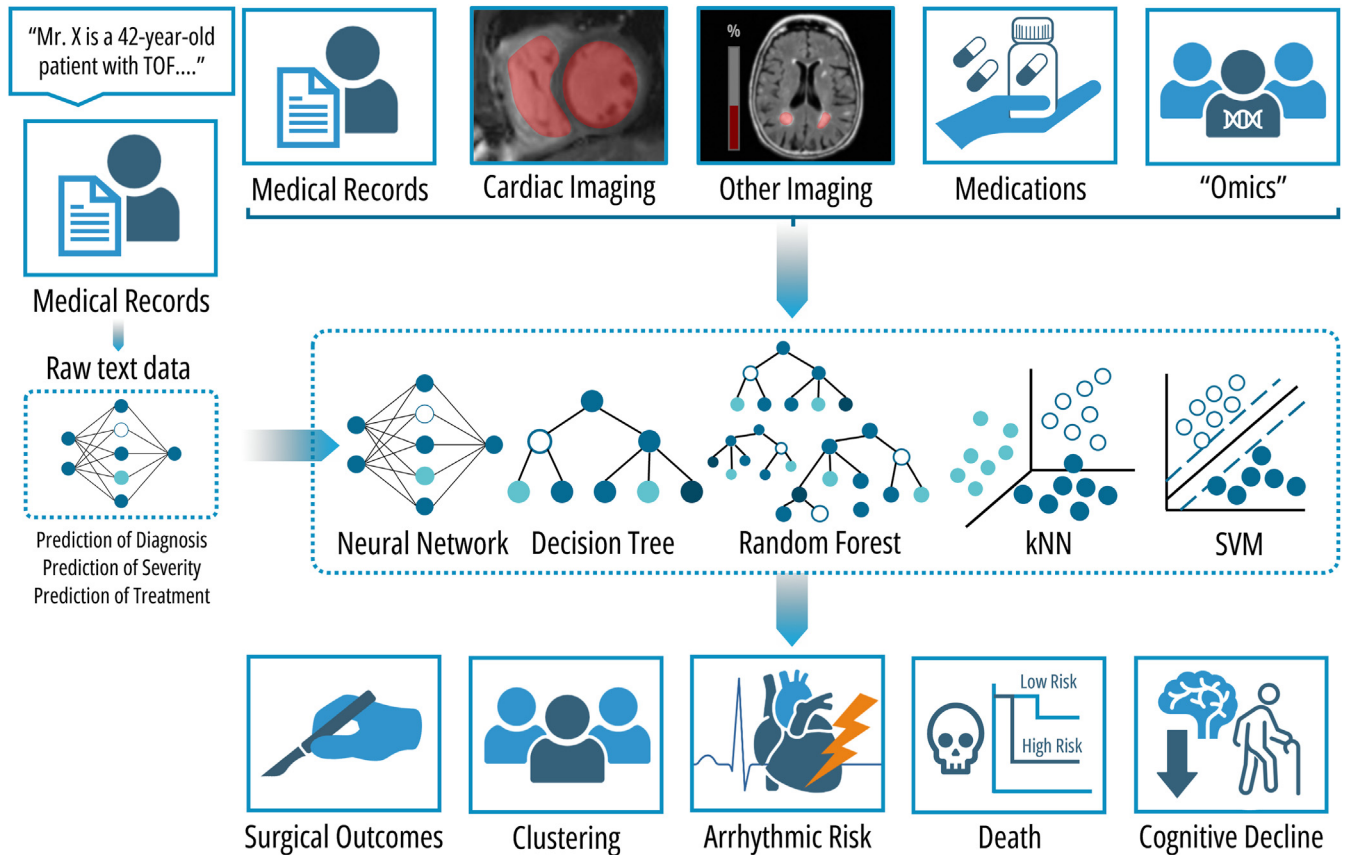 “Mr. X is a 42-year-old
patient with TOF....”
Medical Records
Raw text data
Prediction of Diagnosis
Prediction of Severity
Prediction of Treatment
Medical Records
Cardiac Imaging
%
Other Imaging
Medications
“Omics”
Neural Network
Decision Tree
Random Forest
kNN
SVM
Surgical Outcomes
Clustering
Arrhythmic Risk
Low Risk
High Risk
Death
Cognitive Decline